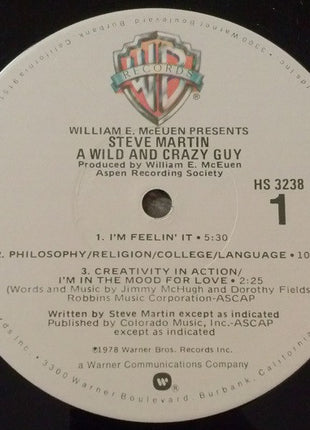 WB
RECORDS
WILLIAM E. McEUEN PRESENTS
STEVE MARTIN
A WILD AND CRAZY GUY
Produced by William E. McEuen
Aspen Recording Society
HS 3238
1
1. I'M FEELIN' IT • 5:30
2. PHILOSOPHY/RELIGION/COLLEGE/LANGUAGE • 10
3. CREATIVITY IN ACTION/
I'M IN THE MOOD FOR LOVE • 2:25
(Words and Music by Jimmy McHugh and Dorothy Fields
Robbins Music Corporation-ASCAP
Written by Steve Martin except as indicated
Published by Colorado Music, Inc.-ASCAP
except as indicated.
℗1978 Warner Bros. Records Inc.
a Warner Communications Company
• 3300 Warner Boulevard, Burbank, California